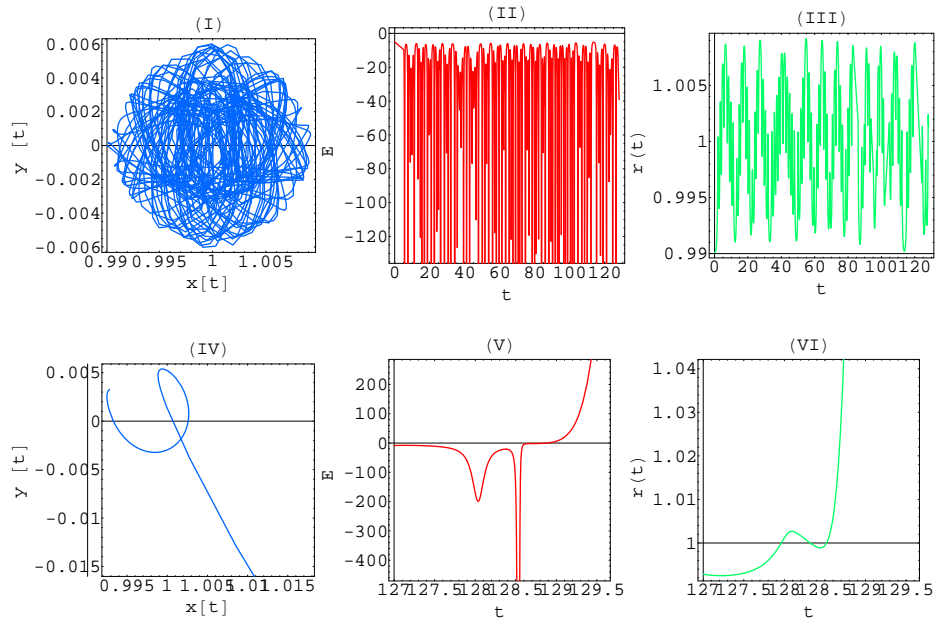 (I)
0.006
0.004
0.002
0
-0.002
-0.004
-0.006
y [t]
0.99 0.995 1 1.005
x[t]
(II)
0
-20
-40
-60
-80
-100
-120
E
0 20 40 60 80 100 120
t
(III)
1.005
1
0.995
0.99
r(t)
0 20 40 60 80 100 120
t
(IV)
0.005
0
-0.005
-0.01
-0.015
y [t]
0.995 1 1.005 1.01 1.015
x[t]
(V)
200
100
0
-100
-200
-300
-400
E
127 127.5 128 128.5 129 129.5
t
(VI)
1.04
1.03
1.02
1.01
1
r(t)
127 127.5 128 128.5 129 129.5
t